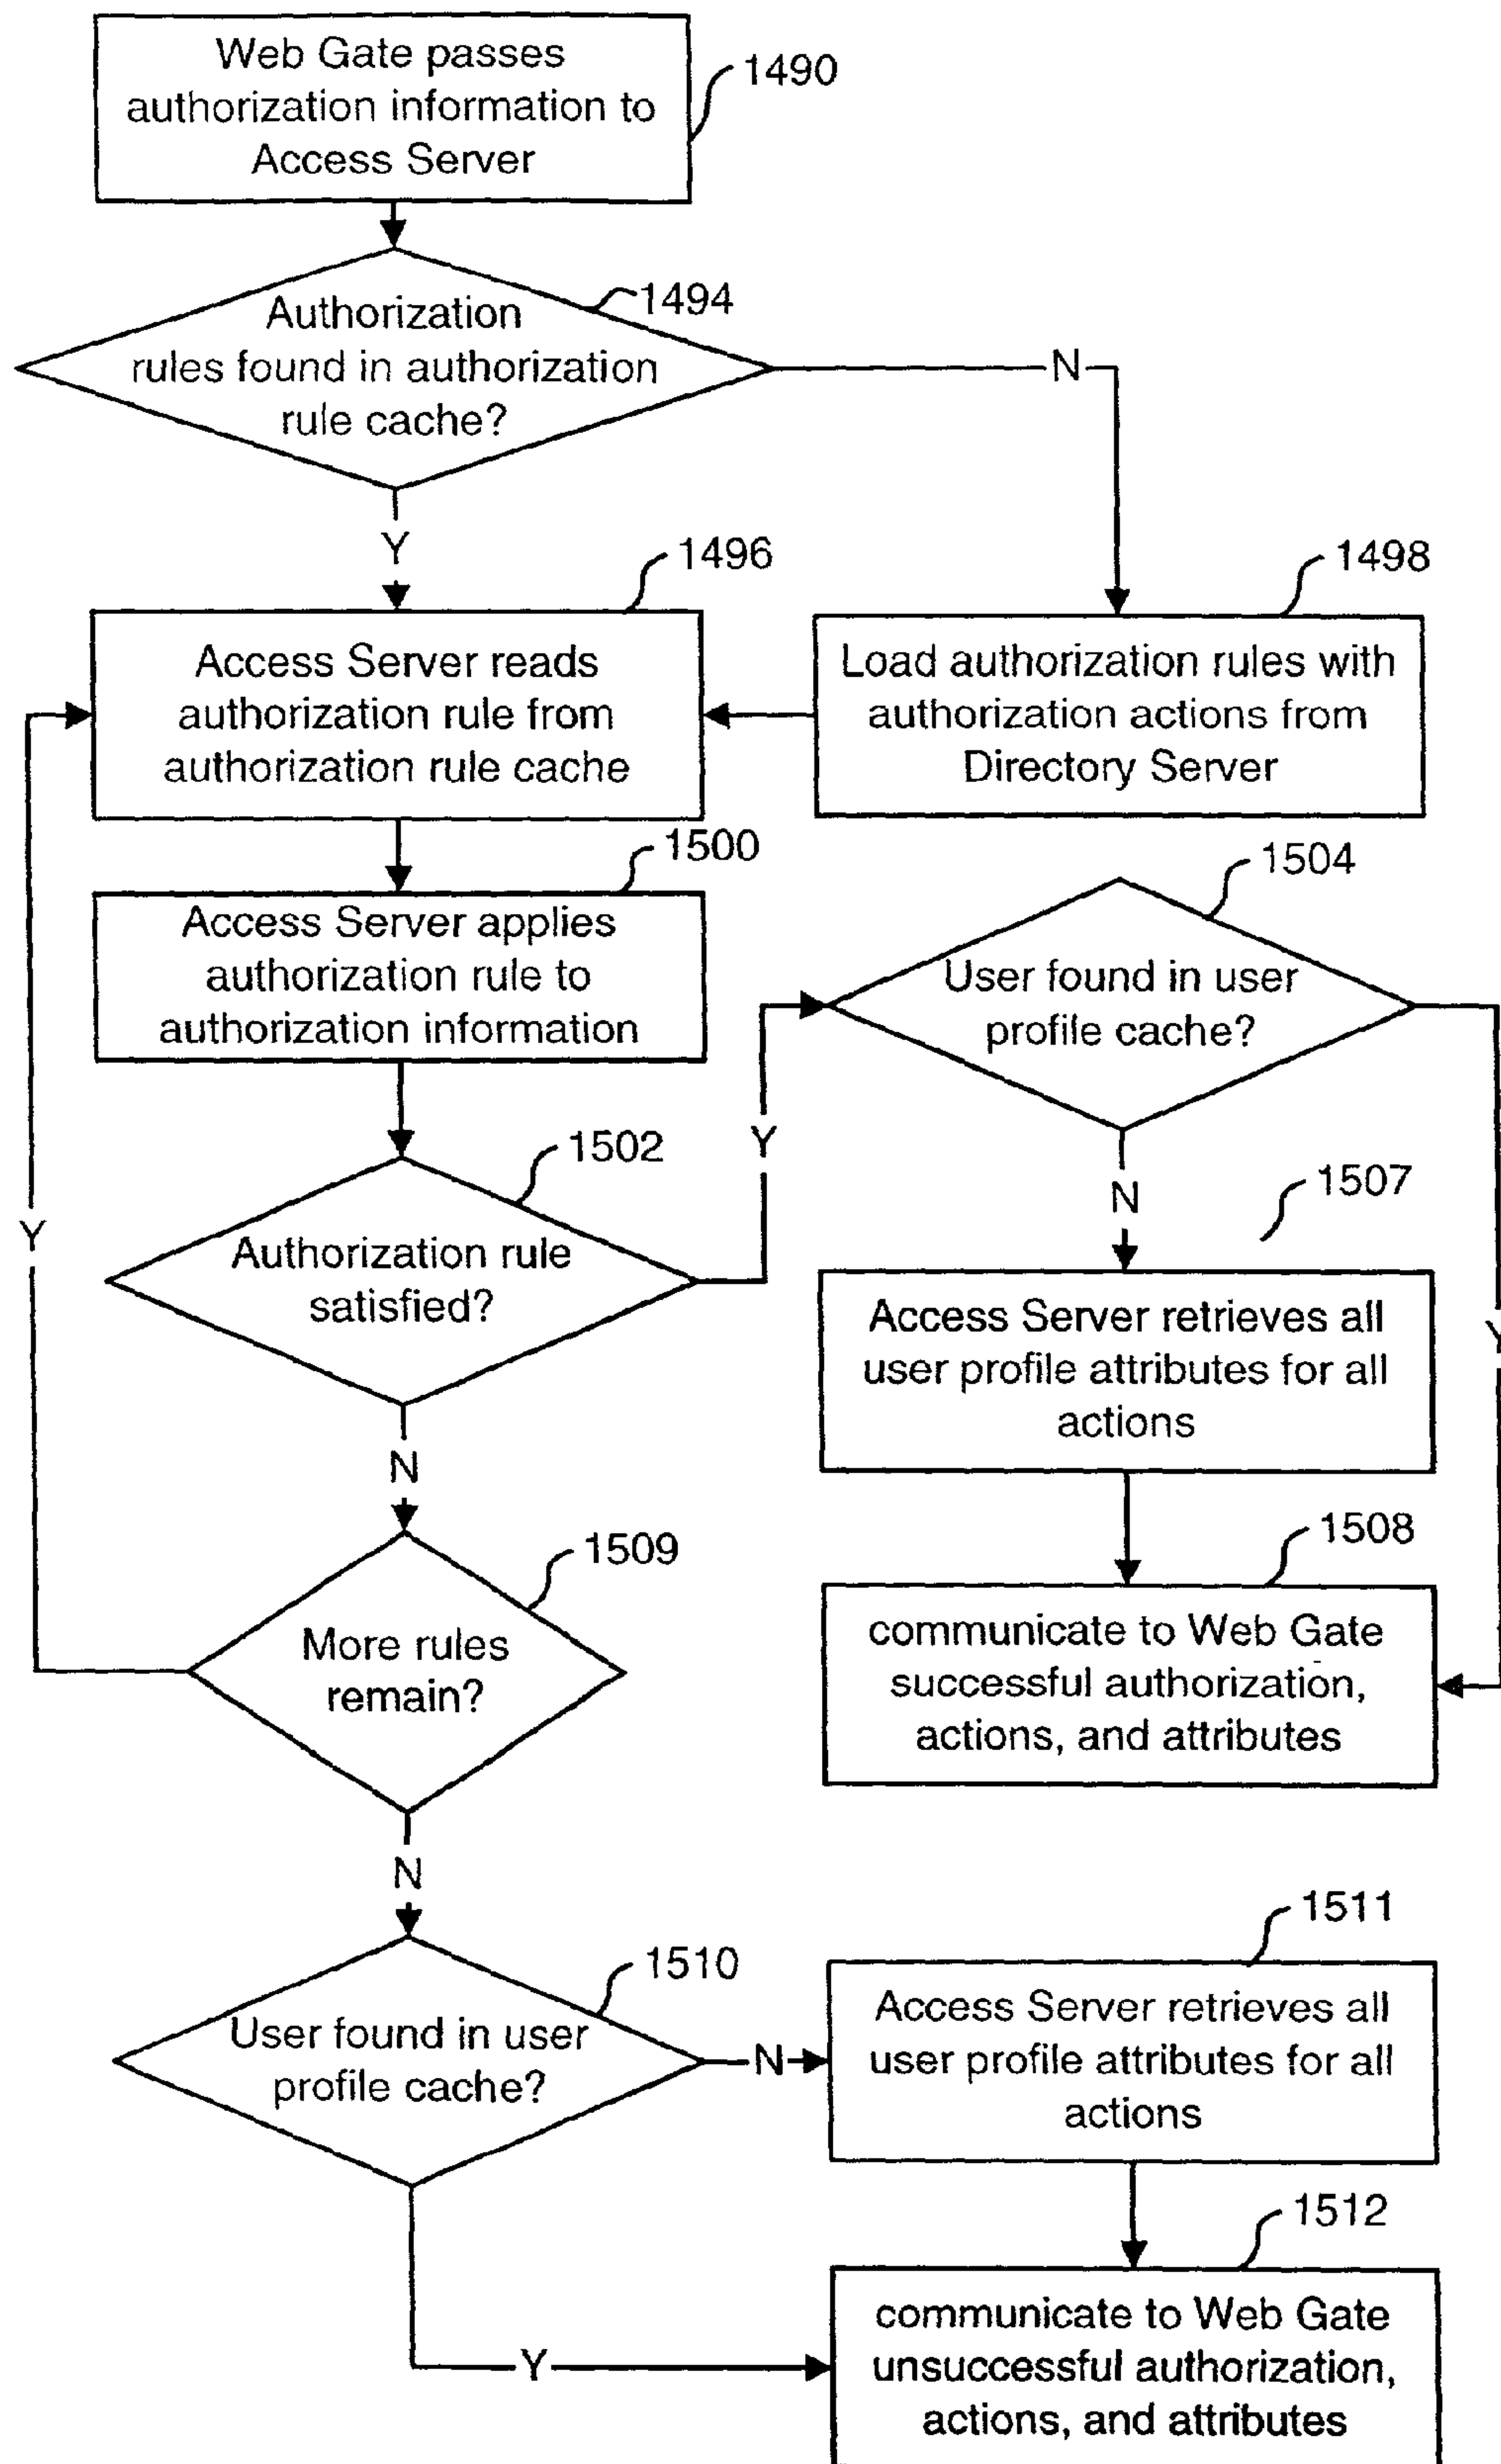 Web Gate passes
authorization information to
Access Server
1490
Authorization
rules found in authorization
rule cache?
1494
N
Y
1496
Access Server reads
authorization rule from
authorization rule cache
1498
Load authorization rules with
authorization actions from
Directory Server
1500
Access Server applies
authorization rule to
authorization information
1504
User found in user
profile cache?
Y
1502
Authorization rule
satisfied?
Y
N
1507
Access Server retrieves all
user profile attributes for all
actions
Y
N
1508
communicate to Web Gate
successful authorization,
actions, and attributes
1509
More rules
remain?
N
1510
User found in user
profile cache?
N
1511
Access Server retrieves all
user profile attributes for all
actions
Y
1512
communicate to Web Gate
unsuccessful authorization,
actions, and attributes